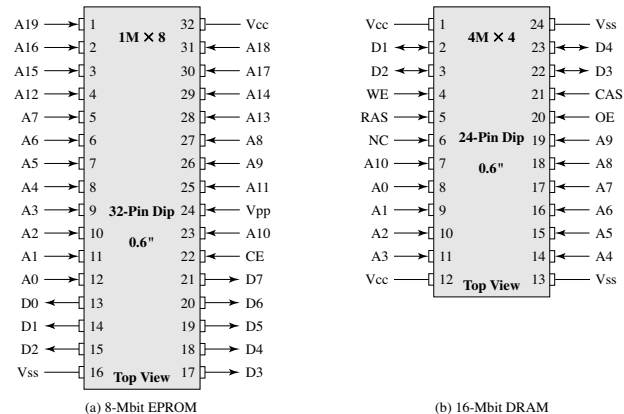 A19 1 32 Vcc
A16 2 1M × 8 31 A18
A15 3 30 A17
A12 4 29 A14
A7 5 28 A13
A6 6 27 A8
A5 7 26 A9
A4 8 25 A11
A3 9 32-Pin Dip 24 Vpp
A2 10 0.6" 23 A10
A1 11 22 CE
A0 12 21 D7
D0 13 20 D6
D1 14 19 D5
D2 15 18 D4
Vss 16 Top View 17 D3
(a) 8-Mbit EPROM
Vcc 1 24 Vss
D1 2 4M × 4 23 D4
D2 3 22 D3
WE 4 21 CAS
RAS 5 20 OE
NC 6 24-Pin Dip 19 A9
A10 7 0.6" 18 A8
A0 8 17 A7
A1 9 16 A6
A2 10 15 A5
A3 11 14 A4
Vcc 12 Top View 13 Vss
(b) 16-Mbit DRAM